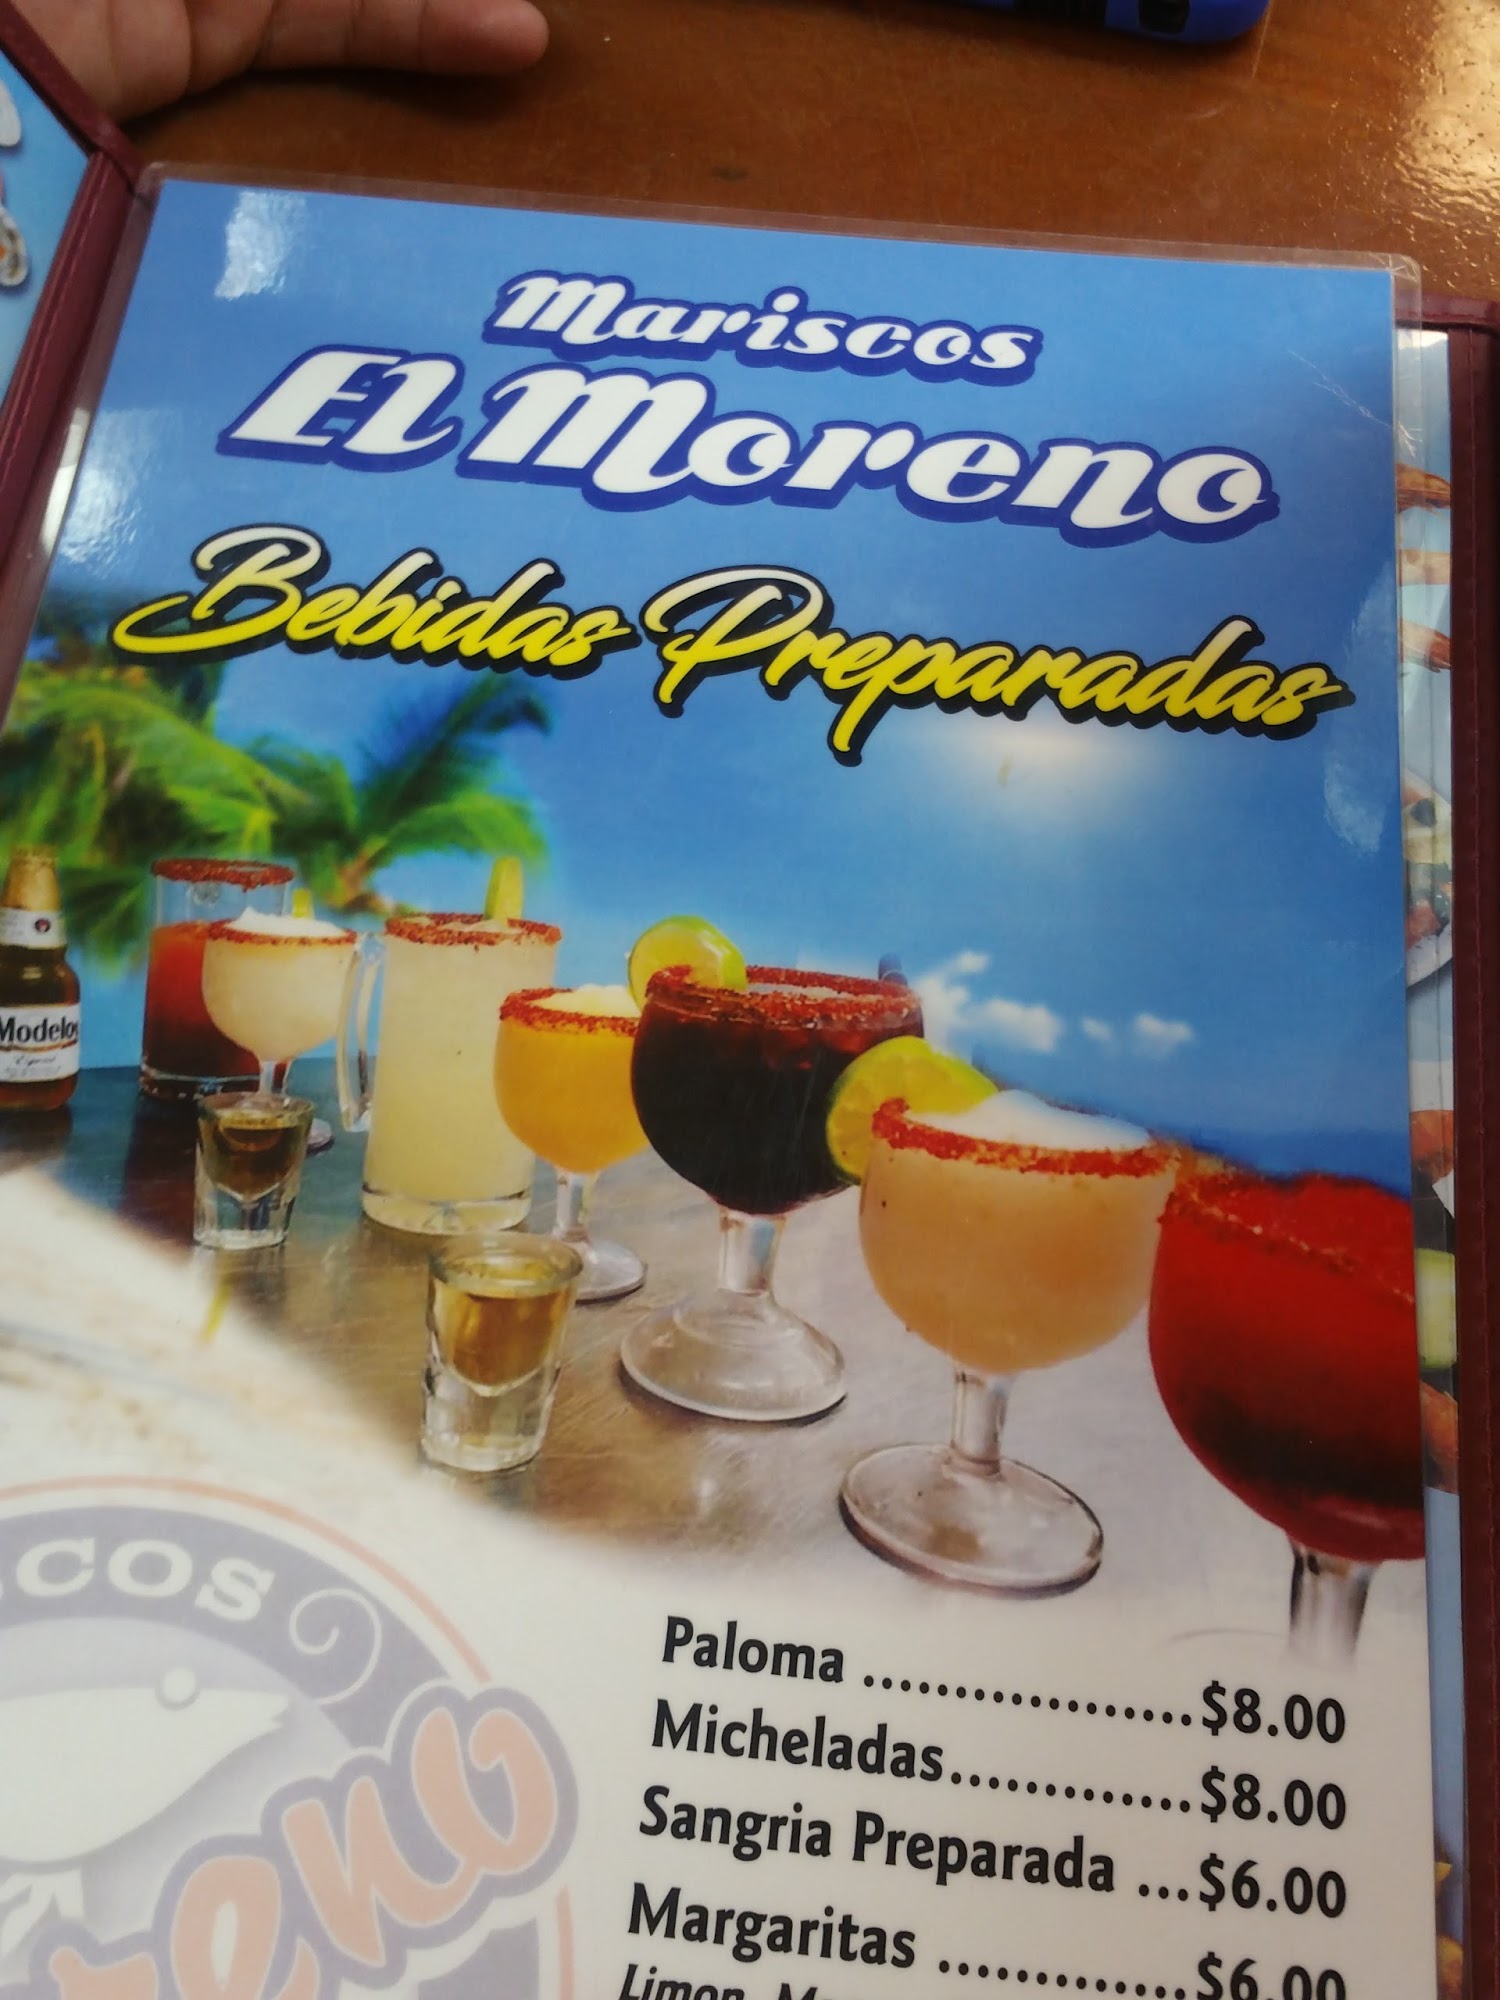 Mariscos
El Moreno
Bebidas Preparadas
Modelo
Paloma ..................$8.00
Micheladas.............$8.00
Sangria Preparada ...$6.00
Margaritas ..............$6.00
Limon,